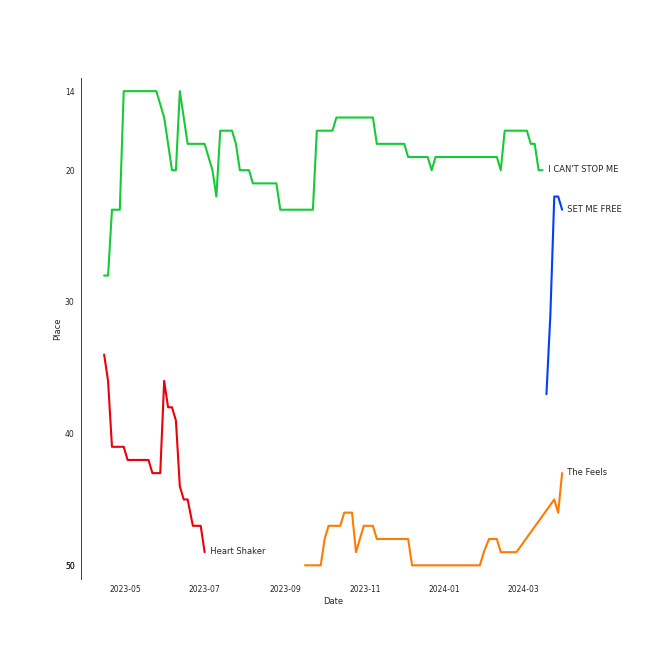 14
20
I CAN'T STOP ME
SET ME FREE
30
Place
40
The Feels
Heart Shaker
50
2023-05
2023-07
2023-09
2023-11
2024-01
2024-03
Date